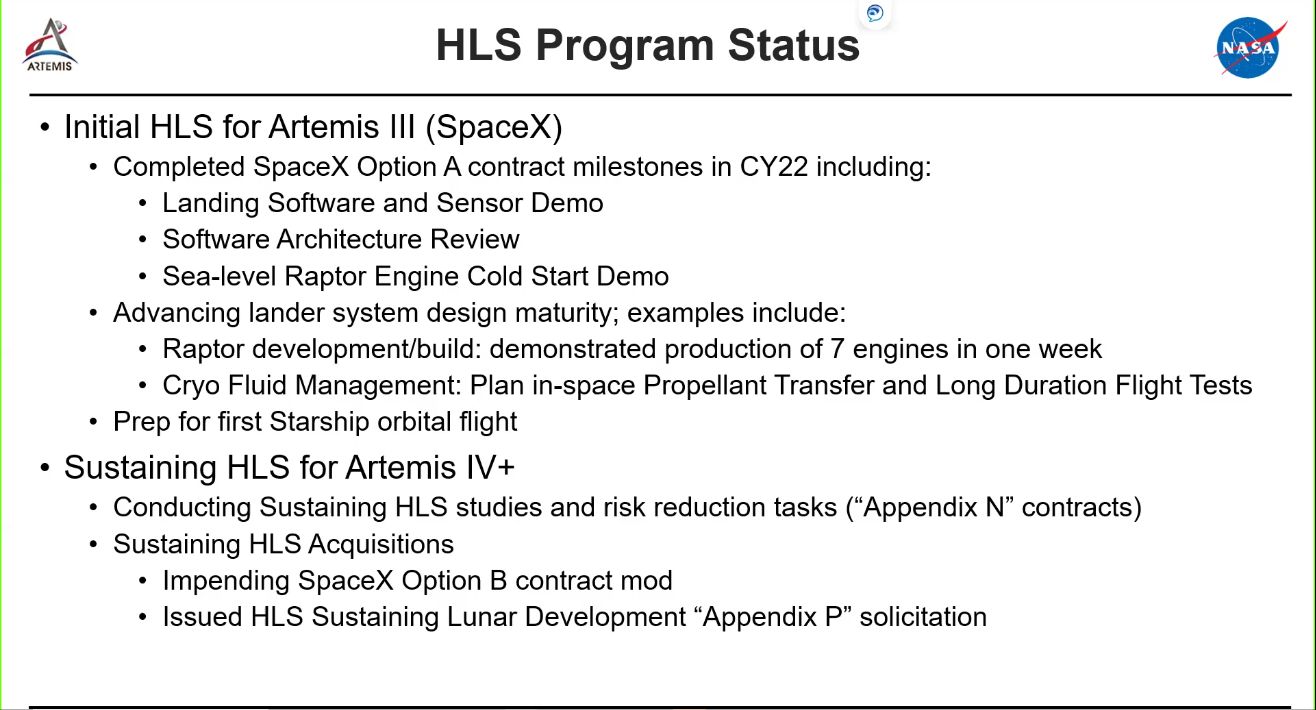 ARTEMIS
HLS Program Status
NASA
• Initial HLS for Artemis III (SpaceX)
• Completed SpaceX Option A contract milestones in CY22 including:
• Landing Software and Sensor Demo
• Software Architecture Review
• Sea-level Raptor Engine Cold Start Demo
• Advancing lander system design maturity; examples include:
• Raptor development/build: demonstrated production of 7 engines in one week
• Cryo Fluid Management: Plan in-space Propellant Transfer and Long Duration Flight Tests
• Prep for first Starship orbital flight
• Sustaining HLS for Artemis IV+
• Conducting Sustaining HLS studies and risk reduction tasks (“Appendix N” contracts)
• Sustaining HLS Acquisitions
• Impending SpaceX Option B contract mod
• Issued HLS Sustaining Lunar Development “Appendix P” solicitation